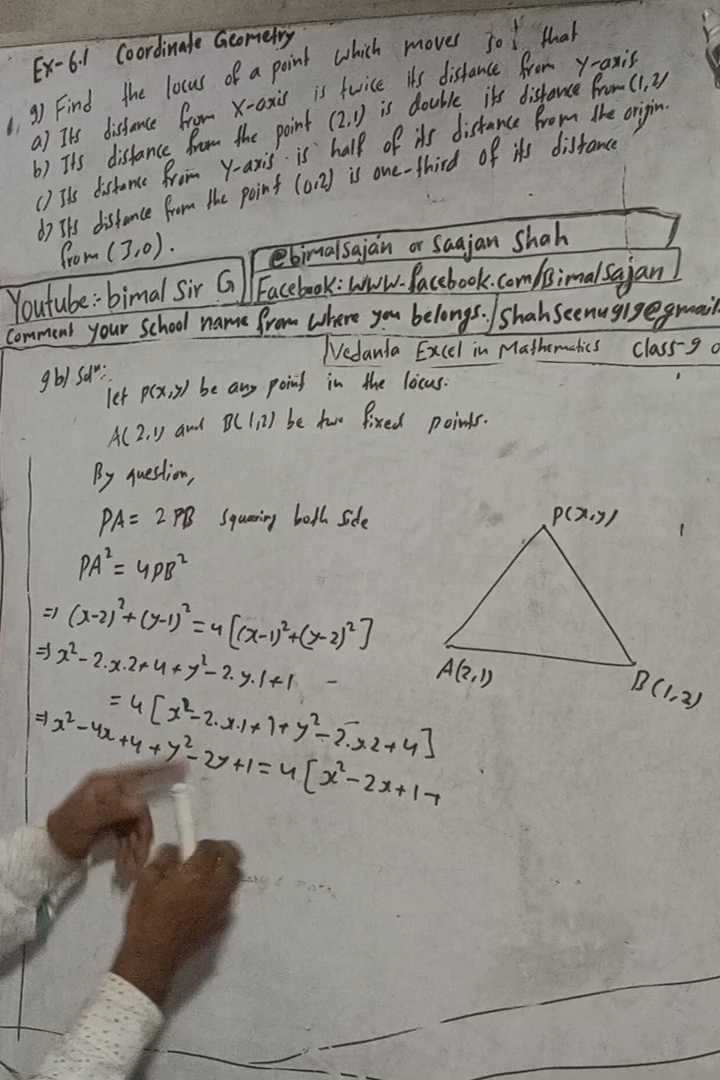 Ex-6.1 Coordinate Geometry
9) Find the locus of a point which moves so that
a) Its distance from X-axis is twice its distance from Y-axis.
b) Its distance from the point (2,1) is double its distance from (1,2)
c) Its distance from Y-axis is half of its distance from the origin.
d) Its distance from the point (0,2) is one-third of its distance
from (3,0).
Youtube:- bimal Sir G
@bimalsajan or Saajan Shah
Facebook: www.facebook.com/Bimalsajan
Comment your school name from where you belongs./Shahseenu919@gmail
Vedanta Excel in Mathematics Class-9
9 b) Solⁿ:
let P(x,y) be any point in the locus.
A(2,1) and B(1,2) be two fixed points.
By question,
PA = 2PB squaring both side
PA² = 4PB²
⇒ (x-2)²+(y-1)² = 4[(x-1)²+(y-2)²]
⇒ x² - 2.x.2 + 4 + y² - 2.y.1 + 1
= 4[x² - 2.x.1 + 1 + y² - 2.x.2 + 4]
⇒ x² - 4x + 4 + y² - 2y + 1 = 4[x² - 2x + 1 +
P(x,y)
A(2,1)
B(1,2)